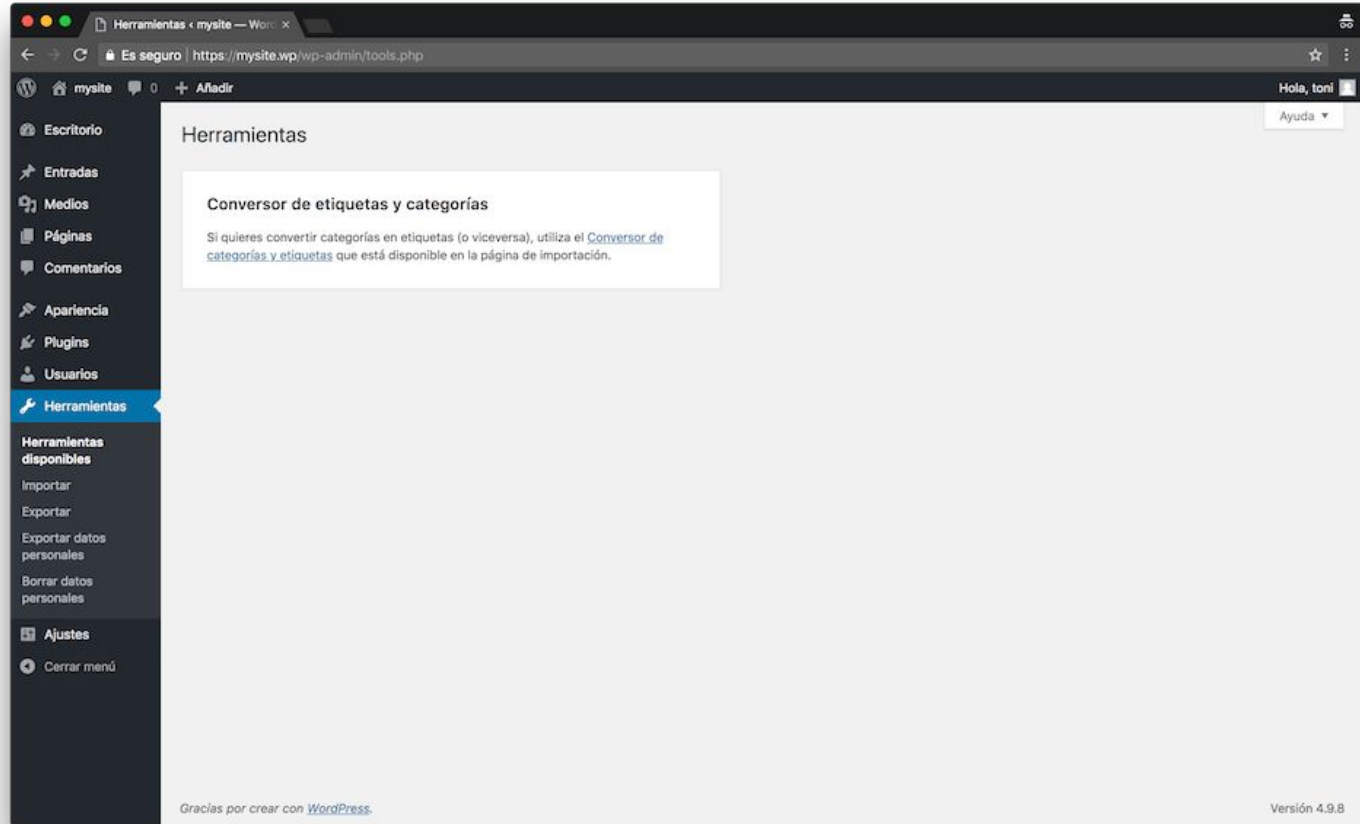 Herramientas ‹ mysite — Word
Es seguro https://mysite.wp/wp-admin/tools.php
mysite 0 Añadir Hola, toni
Ayuda
Escritorio
Entradas
Medios
Páginas
Comentarios
Apariencia
Plugins
Usuarios
Herramientas
Herramientas
disponibles
Importar
Exportar
Exportar datos
personales
Borrar datos
personales
Ajustes
Cerrar menú
Herramientas
Conversor de etiquetas y categorías
Si quieres convertir categorías en etiquetas (o viceversa), utiliza el Conversor de
categorías y etiquetas que está disponible en la página de importación.
Gracias por crear con WordPress.
Versión 4.9.8